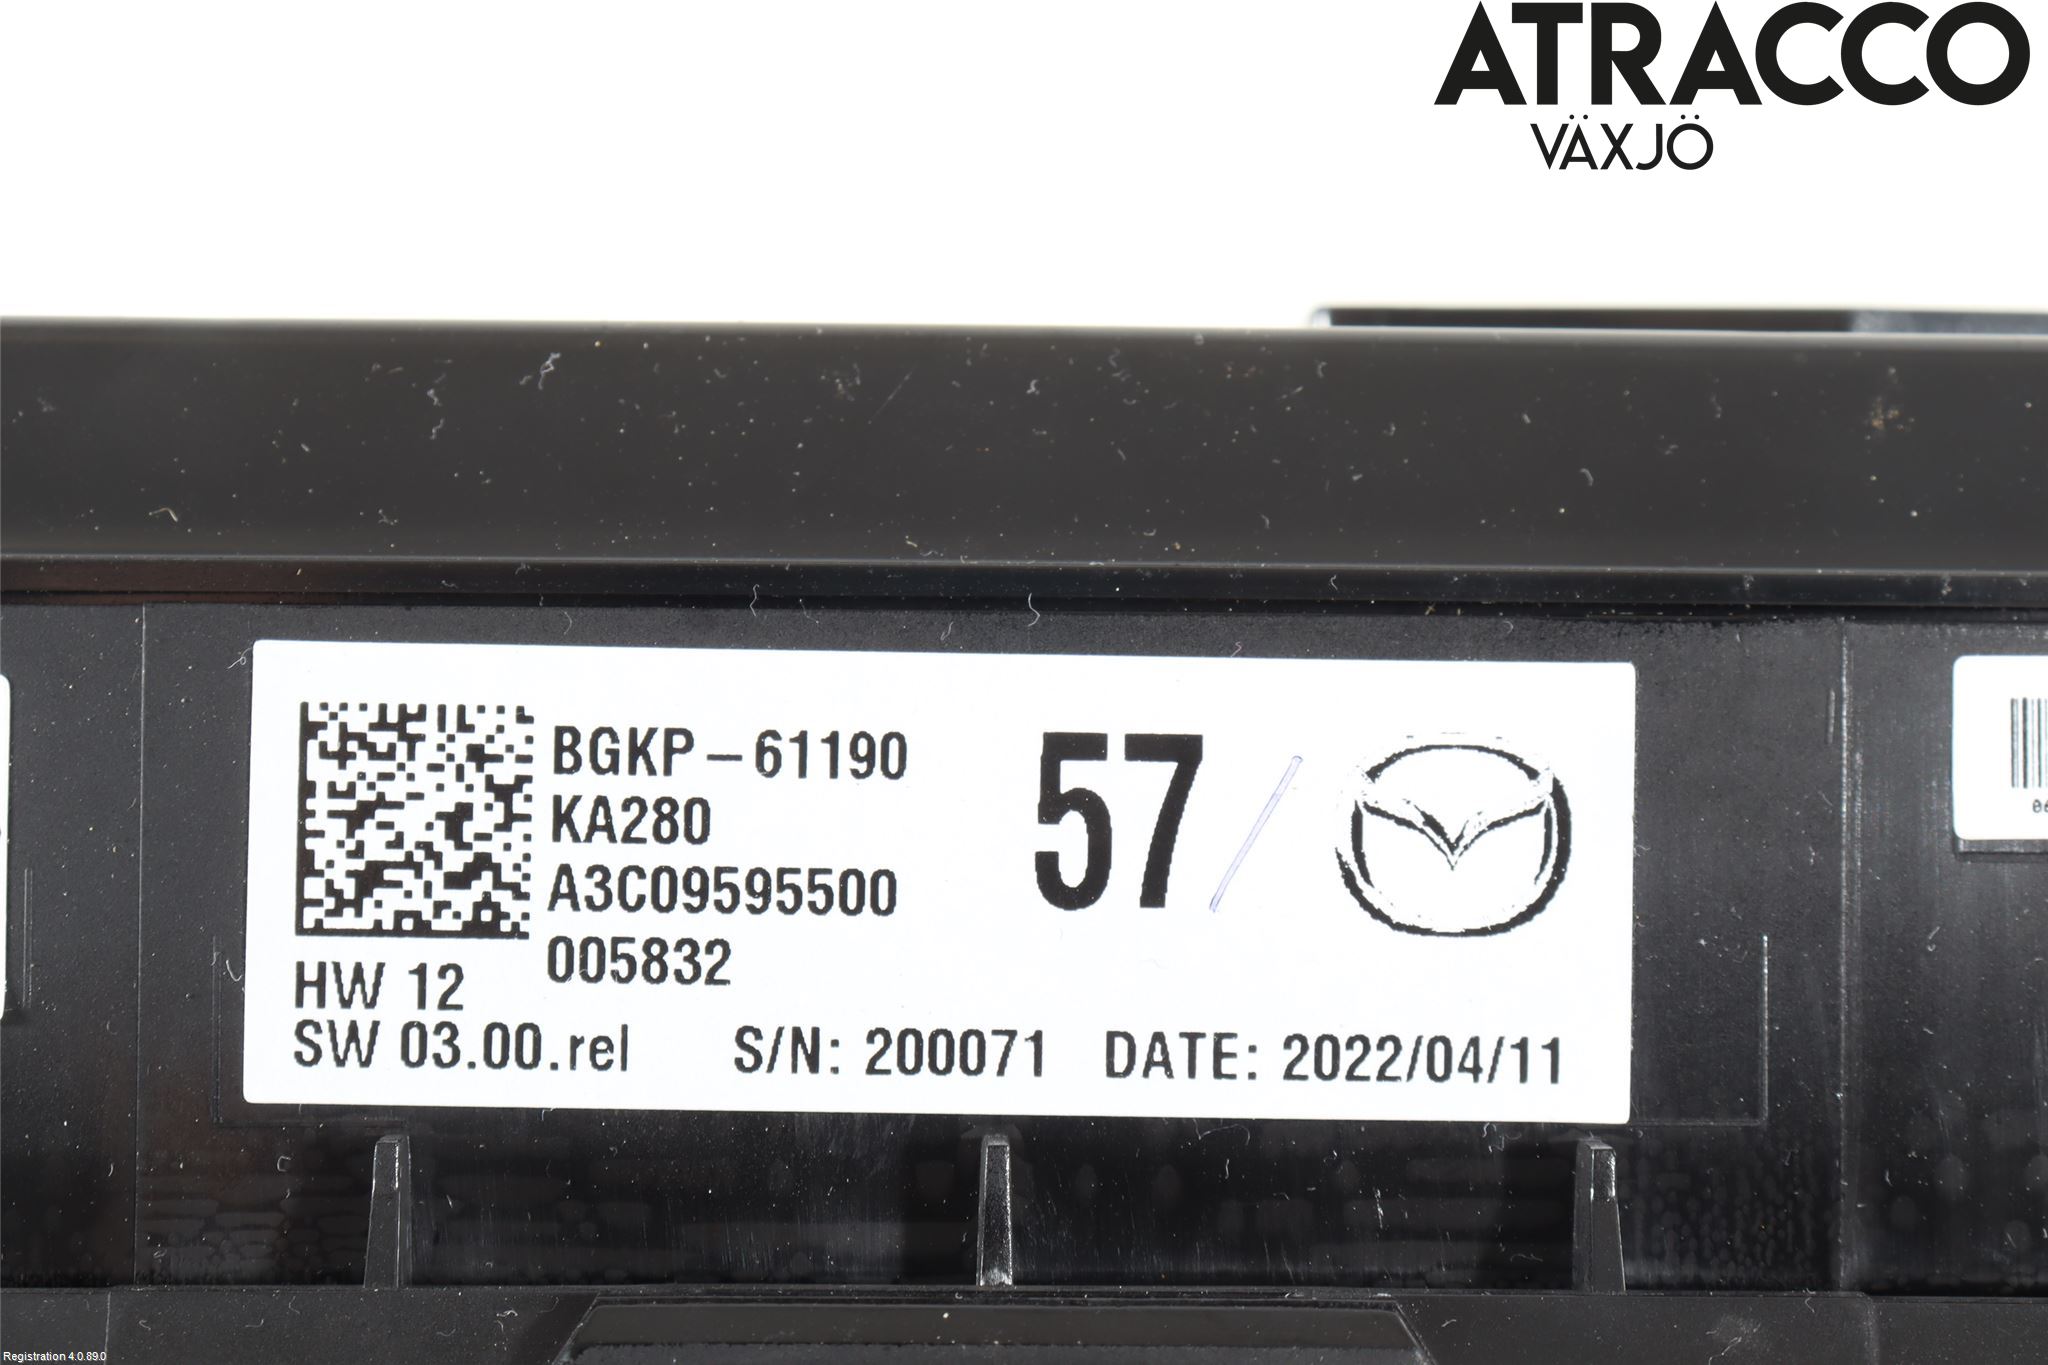 ATRACCO
VÄXJÖ
BGKP-61190
KA280
A3C09595500
005832
57
HW 12
SW 03.00.rel
S/N: 200071
DATE: 2022/04/11
Registration 4.0.89.0